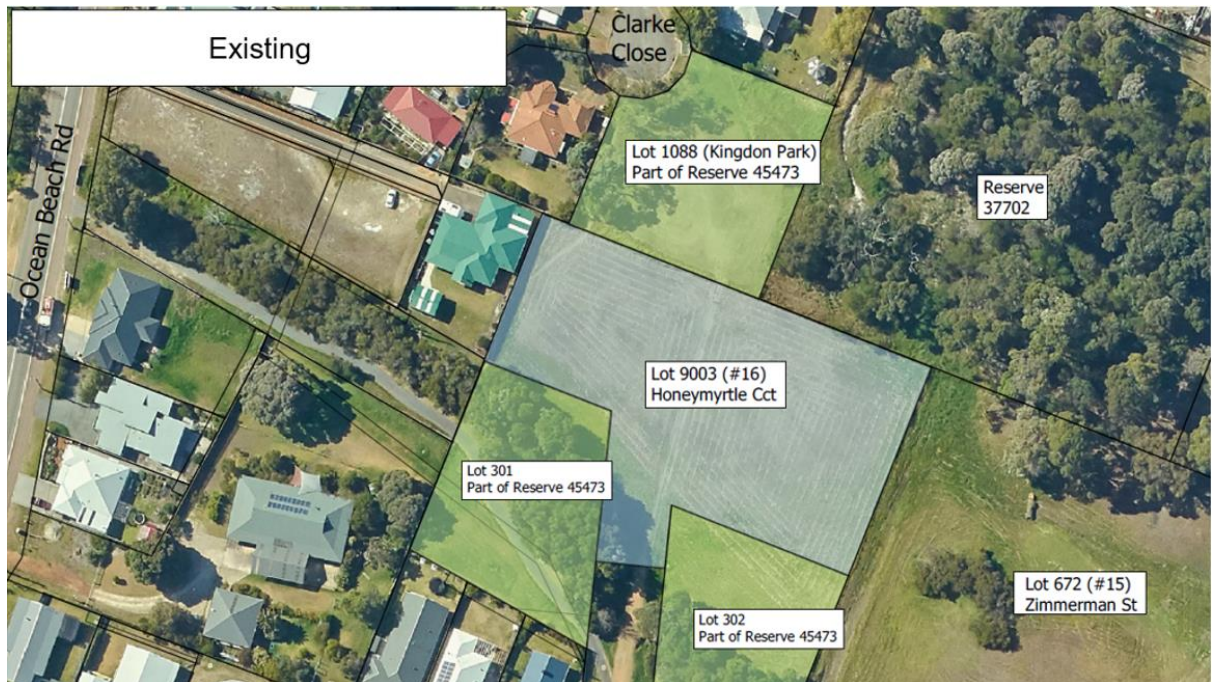 Existing
Clarke
Close
Ocean Beach Rd
Lot 1088 (Kingdon Park)
Part of Reserve 45473
Reserve
37702
Lot 9003 (#16)
Honeymyrtle Cct
Lot 301
Part of Reserve 45473
Lot 672 (#15)
Zimmerman St
Lot 302
Part of Reserve 45473